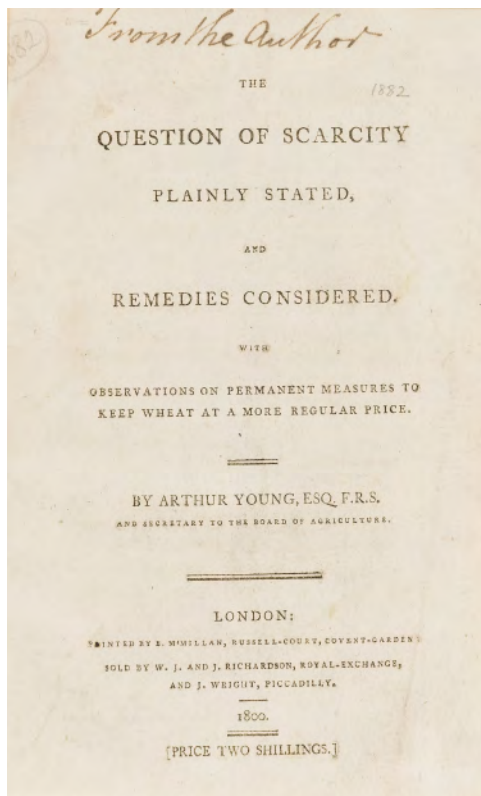 From the Author
THE
1882
QUESTION OF SCARCITY
PLAINLY STATED,
AND
REMEDIES CONSIDERED.
WITH
OBSERVATIONS ON PERMANENT MEASURES TO
KEEP WHEAT AT A MORE REGULAR PRICE.
BY ARTHUR YOUNG, ESQ. F.R.S.
AND SECRETARY TO THE BOARD OF AGRICULTURE.
LONDON:
PRINTED BY B. M'MILLAN, RUSSELL-COURT, COVENT-GARDEN:
SOLD BY W. J. AND J. RICHARDSON, ROYAL-EXCHANGE,
AND J. WRIGHT, PICCADILLY.
1800.
[PRICE TWO SHILLINGS.]